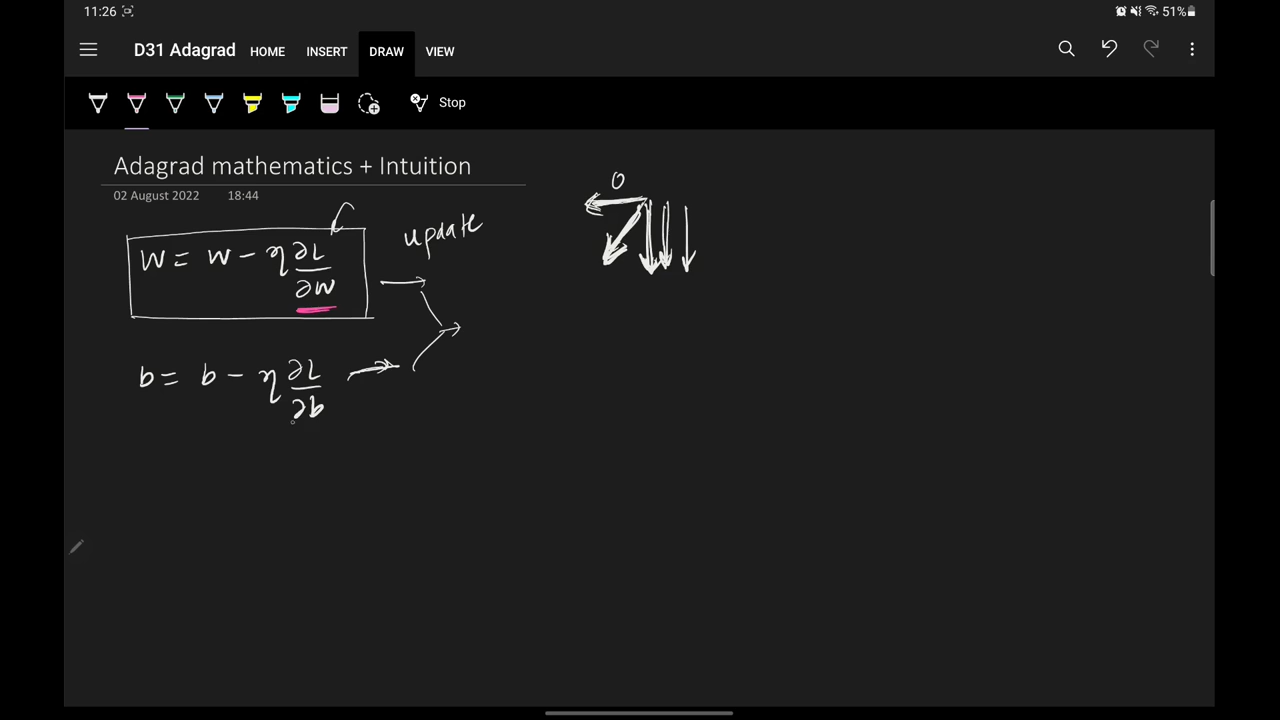 11:26
51%
D31 Adagrad HOME INSERT DRAW VIEW
Stop
Adagrad mathematics + Intuition
02 August 2022 18:44
W = W - η ∂L/∂W
update
b = b - η ∂L/∂b
0